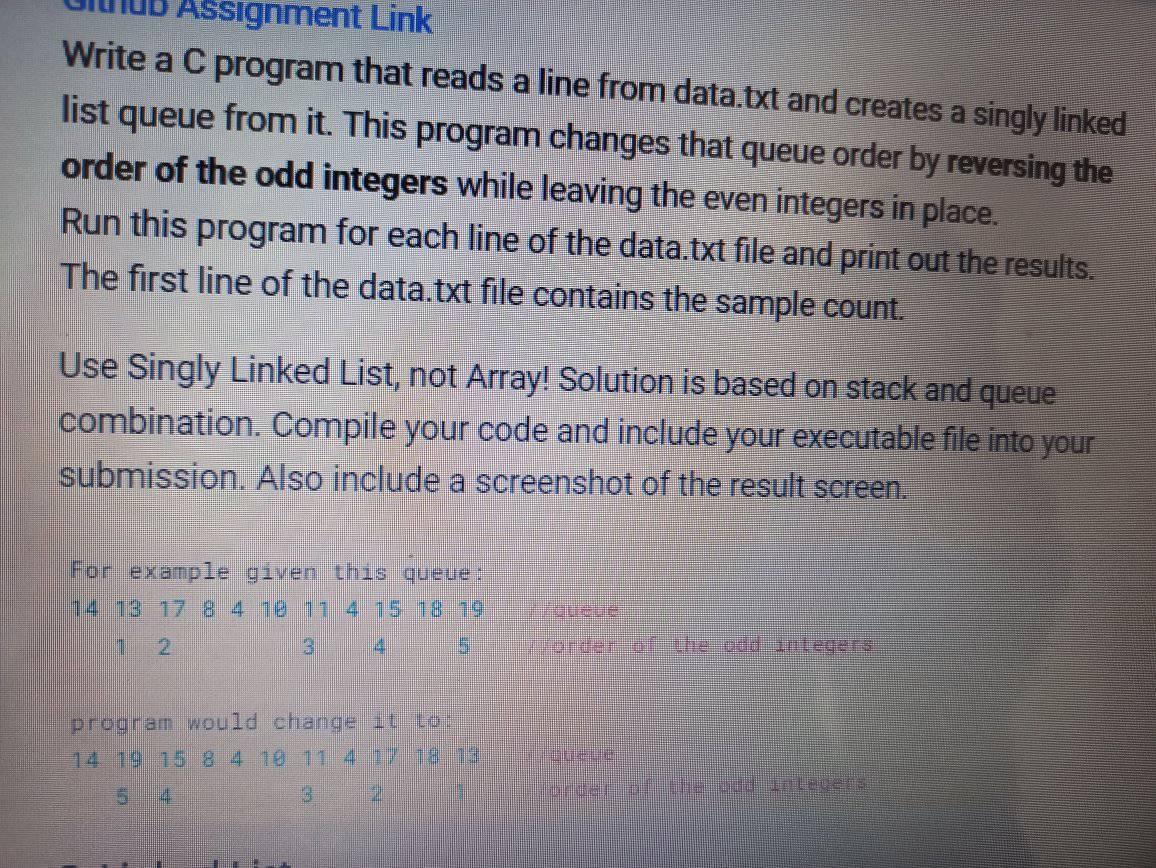 Github Assignment Link
Write a C program that reads a line from data.txt and creates a singly linked
list queue from it. This program changes that queue order by reversing the
order of the odd integers while leaving the even integers in place.
Run this program for each line of the data.txt file and print out the results.
The first line of the data.txt file contains the sample count.
Use Singly Linked List, not Array! Solution is based on stack and queue
combination. Compile your code and include your executable file into your
submission. Also include a screenshot of the result screen.
For example given this queue:
14 13 17 8 4 10 11 4 15 18 19 //queue
1 2 3 4 5 //order of the odd integers
program would change it to:
14 19 15 8 4 10 11 4 17 18 13 //queue
5 4 3 2 1 //order of the odd integers